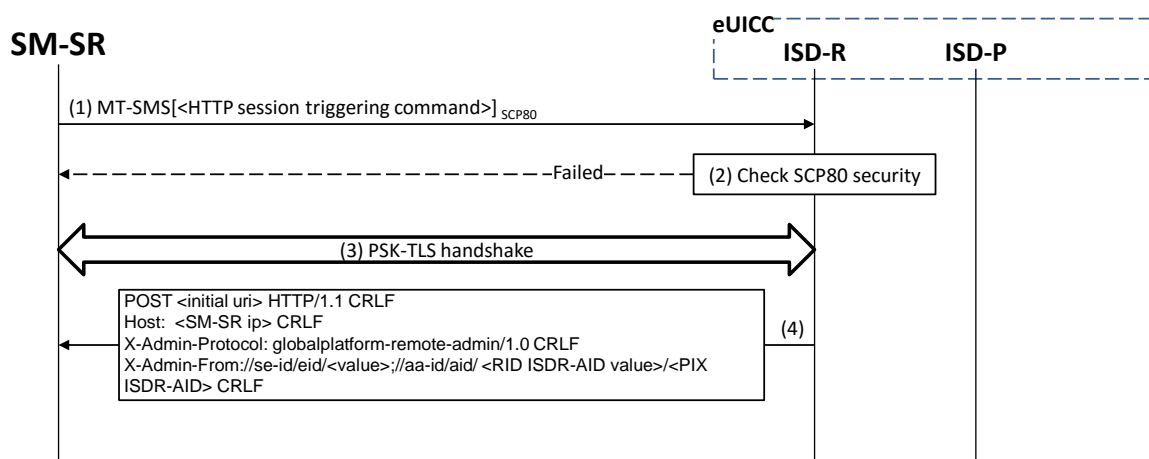 eUICC
SM-SR
ISD-R
ISD-P
(1) MT-SMS[<HTTP session triggering command>] SCP80
Failed
(2) Check SCP80 security
(3) PSK-TLS handshake
POST <initial uri> HTTP/1.1 CRLF
Host:  <SM-SR ip> CRLF
X-Admin-Protocol: globalplatform-remote-admin/1.0 CRLF
X-Admin-From://se-id/eid/<value>;//aa-id/aid/ <RID ISDR-AID value>/<PIX
ISDR-AID> CRLF
(4)